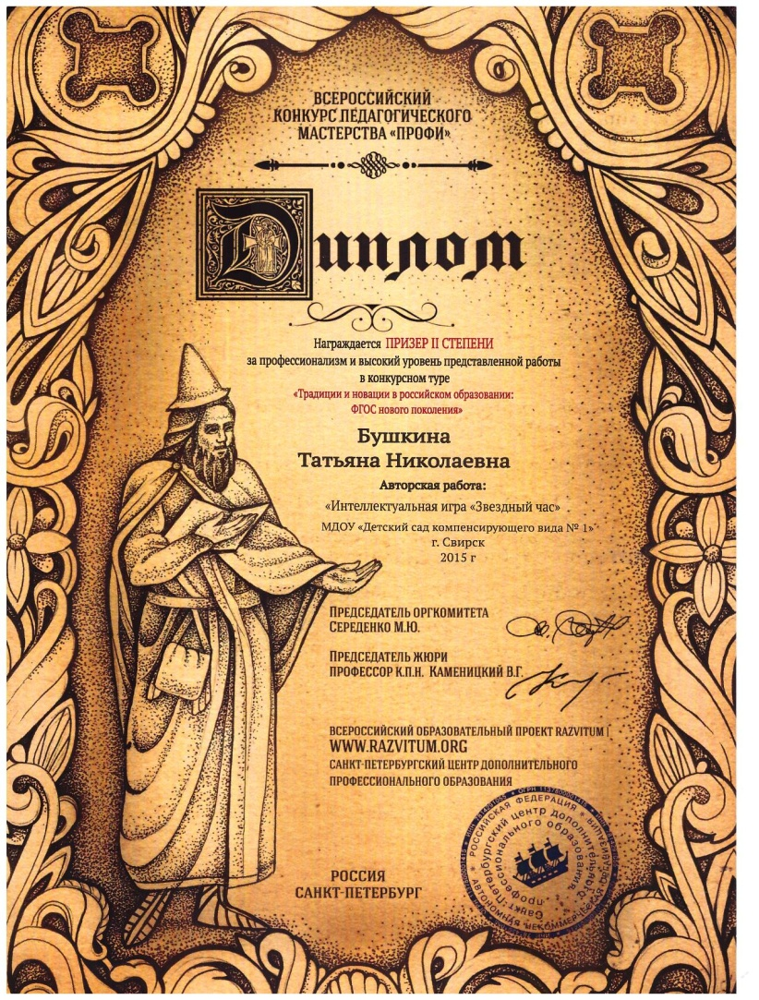 ВСЕРОССИЙСКИЙ
КОНКУРС ПЕДАГОГИЧЕСКОГО
МАСТЕРСТВА «ПРОФИ»
Диплом
Награждается ПРИЗЕР II СТЕПЕНИ
за профессионализм и высокий уровень представленной работы
в конкурсном туре
«Традиции и новации в российском образовании:
ФГОС нового поколения»
Бушкина
Татьяна Николаевна
Авторская работа:
«Интеллектуальная игра «Звездный час»
МДОУ «Детский сад компенсирующего вида № 1»
г. Свирск
2015 г
ПРЕДСЕДАТЕЛЬ ОРГКОМИТЕТА
СЕРЕДЕНКО М.Ю.
ПРЕДСЕДАТЕЛЬ ЖЮРИ
ПРОФЕССОР К.П.Н. КАМЕНИЦКИЙ В.Г.
ВСЕРОССИЙСКИЙ ОБРАЗОВАТЕЛЬНЫЙ ПРОЕКТ RAZVITUM
WWW.RAZVITUM.ORG
САНКТ-ПЕТЕРБУРГСКИЙ ЦЕНТР ДОПОЛНИТЕЛЬНОГО
ПРОФЕССИОНАЛЬНОГО ОБРАЗОВАНИЯ
РОССИЙСКАЯ ФЕДЕРАЦИЯ
АВТОНОМНАЯ
Санкт-Петербургский центр дополнительного
профессионального образования
РОССИЯ
САНКТ-ПЕТЕРБУРГ